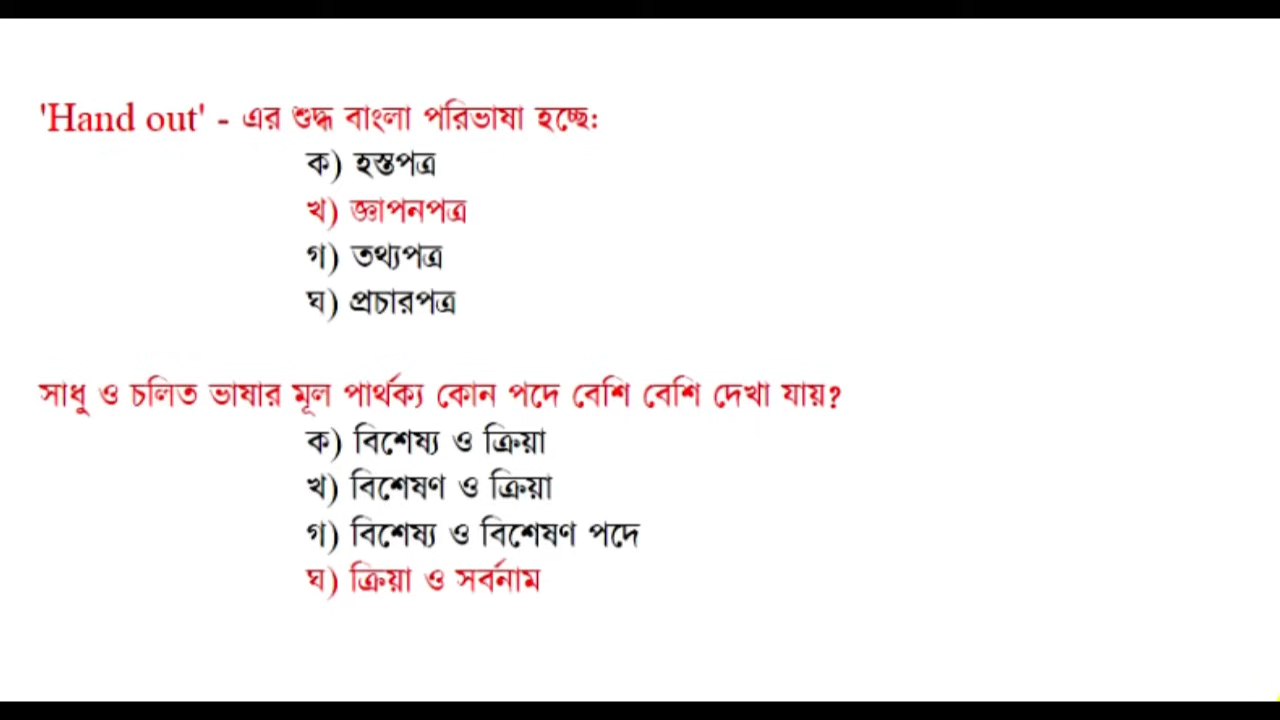 'Hand out' - এর শুদ্ধ বাংলা পরিভাষা হচ্ছে:
ক) হস্তপত্র
খ) জ্ঞাপনপত্র
গ) তথ্যপত্র
ঘ) প্রচারপত্র
সাধু ও চলিত ভাষার মূল পার্থক্য কোন পদে বেশি বেশি দেখা যায়?
ক) বিশেষ্য ও ক্রিয়া
খ) বিশেষণ ও ক্রিয়া
গ) বিশেষ্য ও বিশেষণ পদে
ঘ) ক্রিয়া ও সর্বনাম